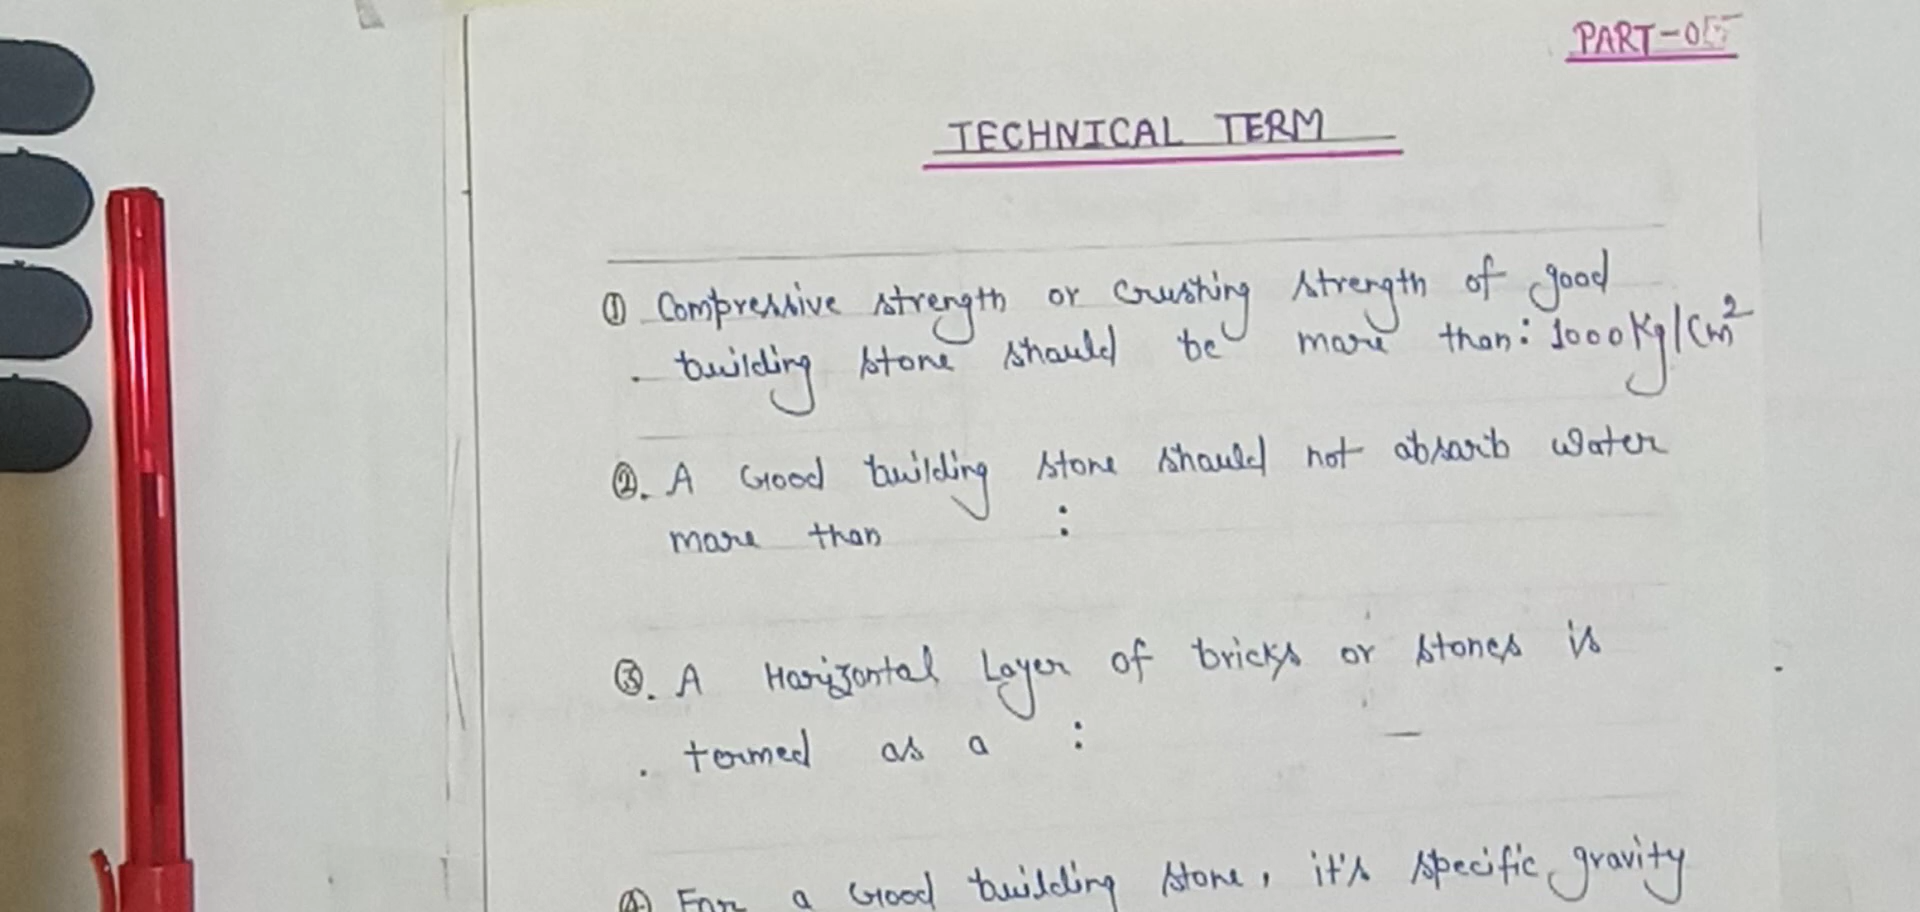 PART-05
TECHNICAL TERM
① Compressive strength or crushing strength of good
building stone should be more than: 1000 Kg/Cm²
②. A Good building stone should not absorb water
more than :
③. A Horizontal Layer of bricks or stones is
termed as a :
④ For a Good building stone, it's specific gravity